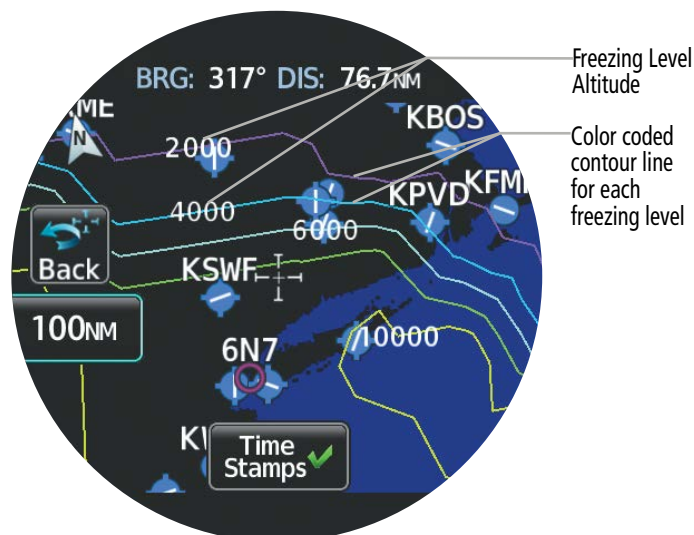 BRG: 317° DIS: 76.7NM
Freezing Level
Altitude
N
KBOS
2000
Color coded
contour line
for each
freezing level
KPVD
4000
6000
Back
KSWF
100NM
10000
6N7
Time
Stamps